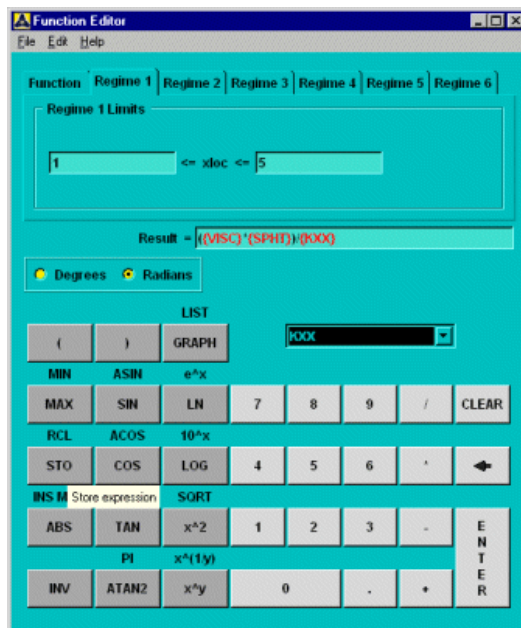 Function Editor
File Edit Help
Function Regime 1 Regime 2 Regime 3 Regime 4 Regime 5 Regime 6
Regime 1 Limits
1 <= xloc <= 5
Result = ({VISC}*{SPHT})/{KXX}
Degrees Radians
LIST
( ) GRAPH KXX
MIN ASIN e^x
MAX SIN LN 7 8 9 / CLEAR
RCL ACOS 10^x
STO COS LOG 4 5 6 *
INS M Store expression SQRT
ABS TAN x^2 1 2 3 - ENTER
PI x^(1/y)
INV ATAN2 x^y 0 . +